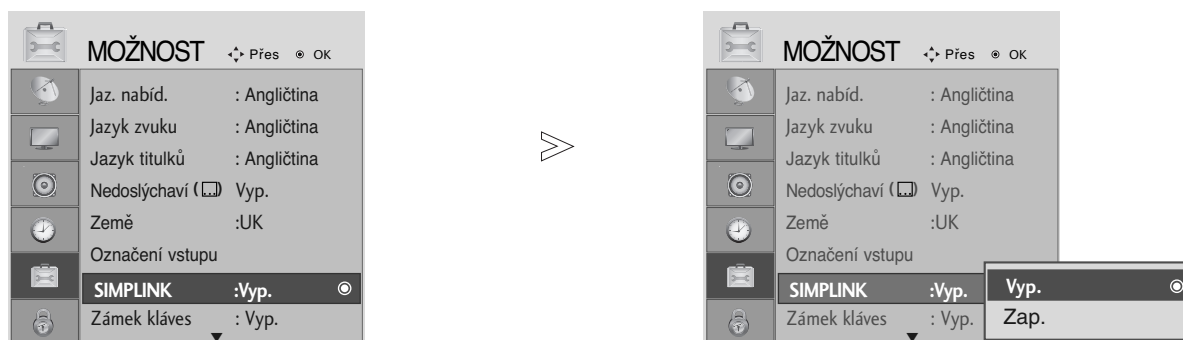 MOŽNOST Přes OK
Jaz. nabíd. : Angličtina
Jazyk zvuku : Angličtina
Jazyk titulků : Angličtina
Nedoslýchaví ( ) Vyp.
Země :UK
Označení vstupu
SIMPLINK :Vyp.
Zámek kláves : Vyp.
MOŽNOST Přes OK
Jaz. nabíd. : Angličtina
Jazyk zvuku : Angličtina
Jazyk titulků : Angličtina
Nedoslýchaví ( ) Vyp.
Země :UK
Označení vstupu
SIMPLINK :Vyp.
Zámek kláves : Vyp.
Vyp.
Zap.